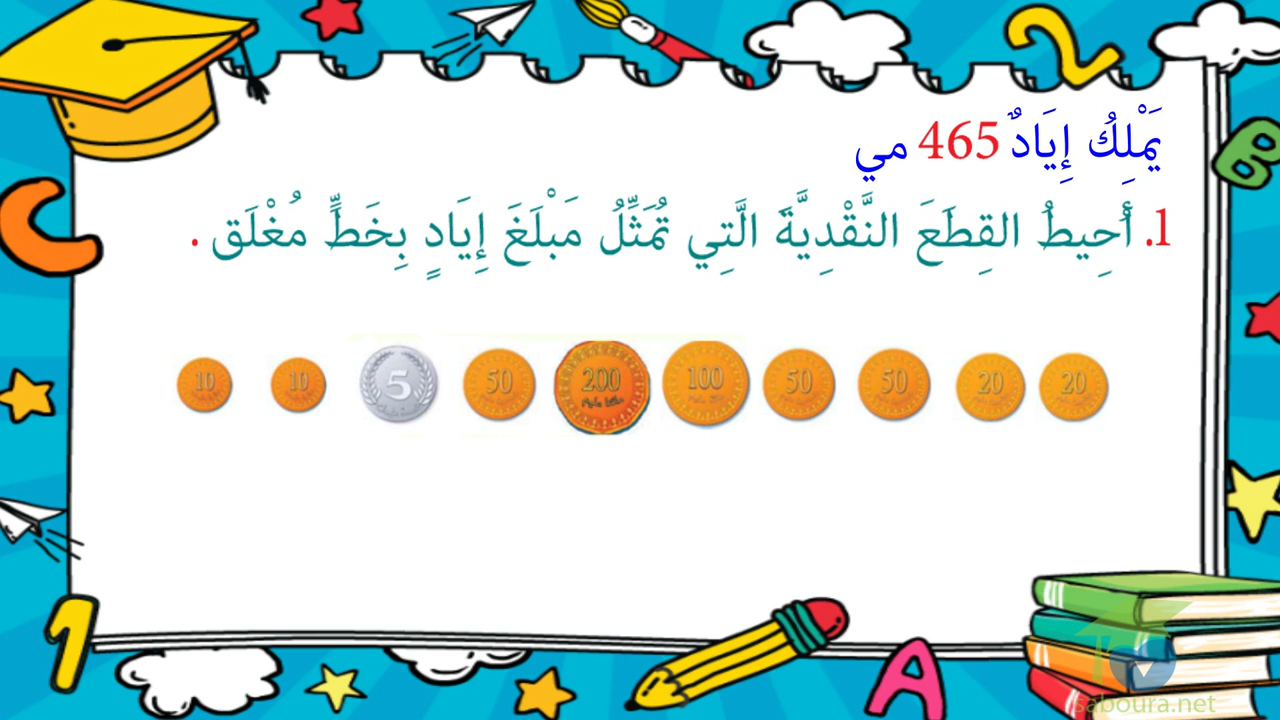 يَمْلِكُ إِيَادٌ 465 مي
1. أُحِيطُ القِطَعَ النَّقْدِيَّةَ الَّتِي تُمَثِّلُ مَبْلَغَ إِيَادٍ بِخَطٍّ مُغْلَق .
10 10 5 50 200 100 50 50 20 20
saboura.net